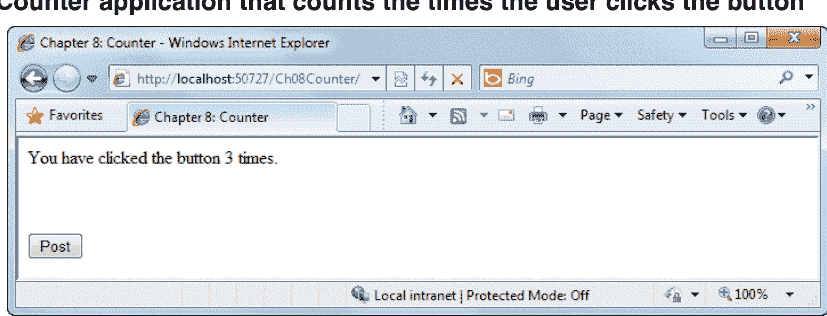 Counter application that counts the times the user clicks the button
Chapter 8: Counter - Windows Internet Explorer
http://localhost:50727/Ch08Counter/
Bing
Favorites
Chapter 8: Counter
Page
Safety
Tools
You have clicked the button 3 times.
Post
Local intranet | Protected Mode: Off
100%